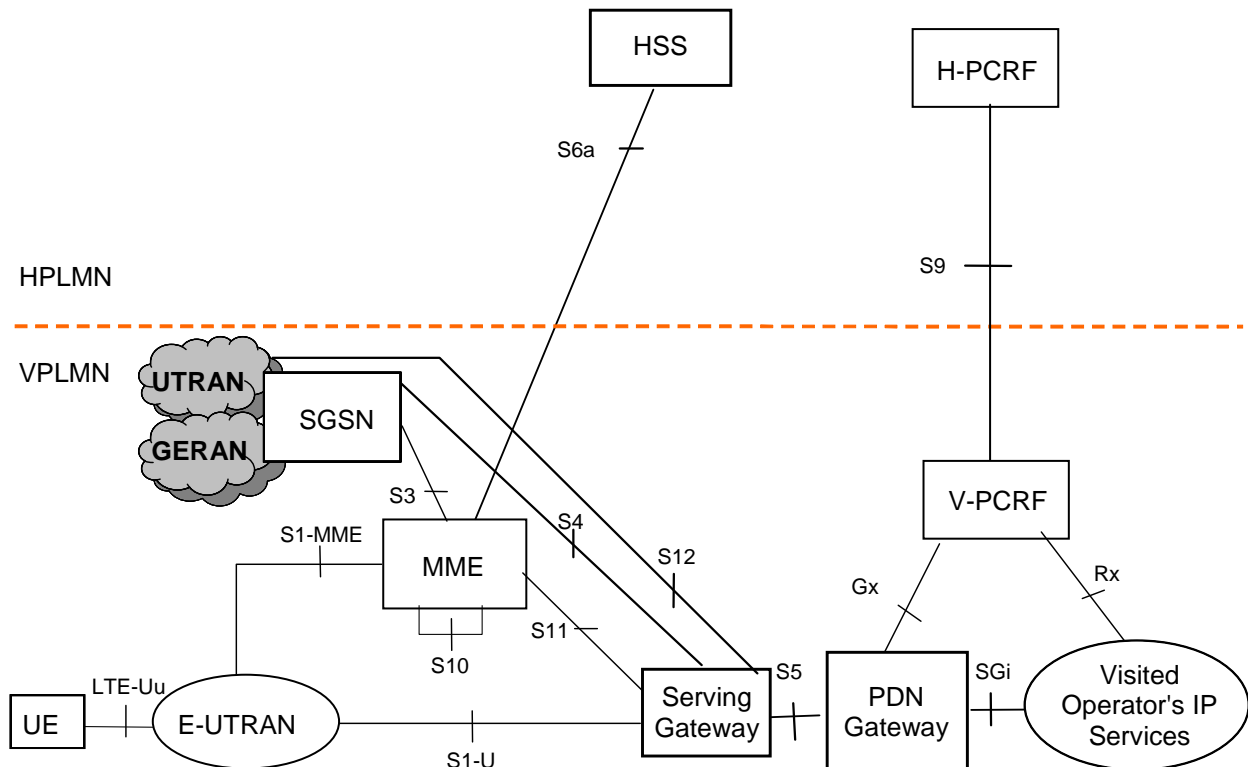 HSS
H-PCRF
S6a
S9
HPLMN
VPLMN
UTRAN
SGSN
GERAN
S3
V-PCRF
S4
S1-MME
MME
S12
Gx
Rx
S11
S10
LTE-Uu
S5
SGi
UE
E-UTRAN
Serving
Gateway
PDN
Gateway
Visited
Operator's IP
Services
S1-U